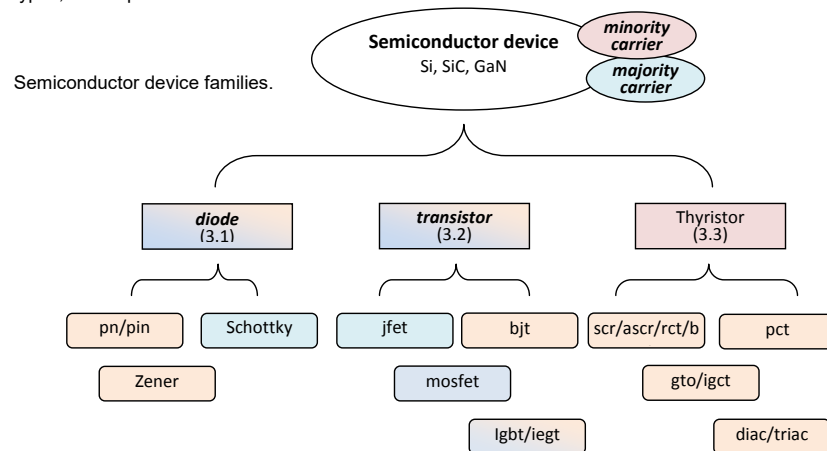 Semiconductor device
Si, SiC, GaN
minority
carrier
majority
carrier
Semiconductor device families.
diode
(3.1)
transistor
(3.2)
Thyristor
(3.3)
pn/pin
Schottky
jfet
bjt
scr/ascr/rct/b
pct
Zener
mosfet
gto/igct
Igbt/iegt
diac/triac